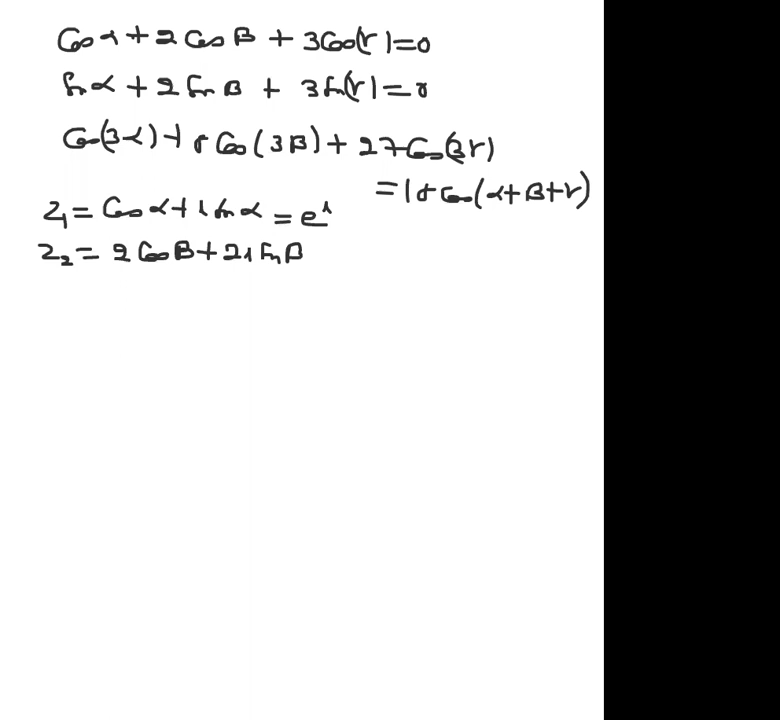 Cos α + 2 Cos β + 3 Cos(γ) = 0
Sin α + 2 Sin β + 3 Sin(γ) = 0
Cos(3α) + 8 Cos(3β) + 27 Cos(3γ)
= 18 Cos(α+β+γ)
z₁ = Cos α + i Sin α = eⁱ
z₂ = 2 Cos β + 2i Sin β